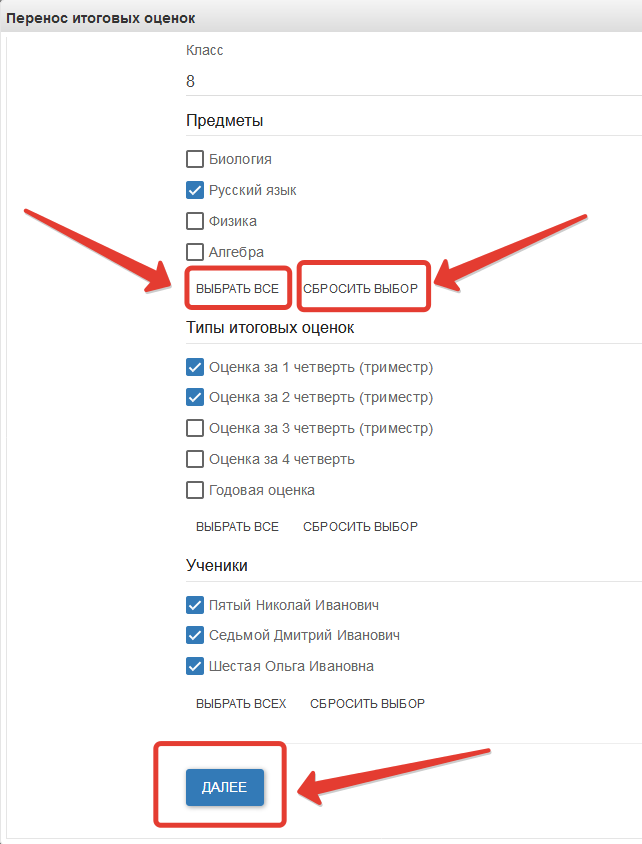 Перенос итоговых оценок
Класс
8
Предметы
Биология
Русский язык
Физика
Алгебра
ВЫБРАТЬ ВСЕ СБРОСИТЬ ВЫБОР
Типы итоговых оценок
Оценка за 1 четверть (триместр)
Оценка за 2 четверть (триместр)
Оценка за 3 четверть (триместр)
Оценка за 4 четверть
Годовая оценка
ВЫБРАТЬ ВСЕ СБРОСИТЬ ВЫБОР
Ученики
Пятый Николай Иванович
Седьмой Дмитрий Иванович
Шестая Ольга Ивановна
ВЫБРАТЬ ВСЕХ СБРОСИТЬ ВЫБОР
ДАЛЕЕ